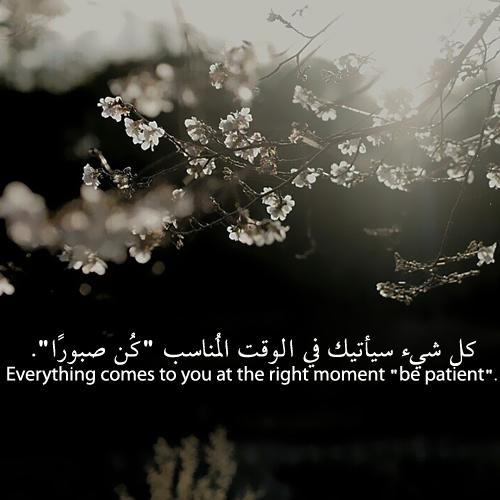 كل شيء سيأتيك في الوقت المُناسب "كُن صبورًا".
Everything comes to you at the right moment "be patient".